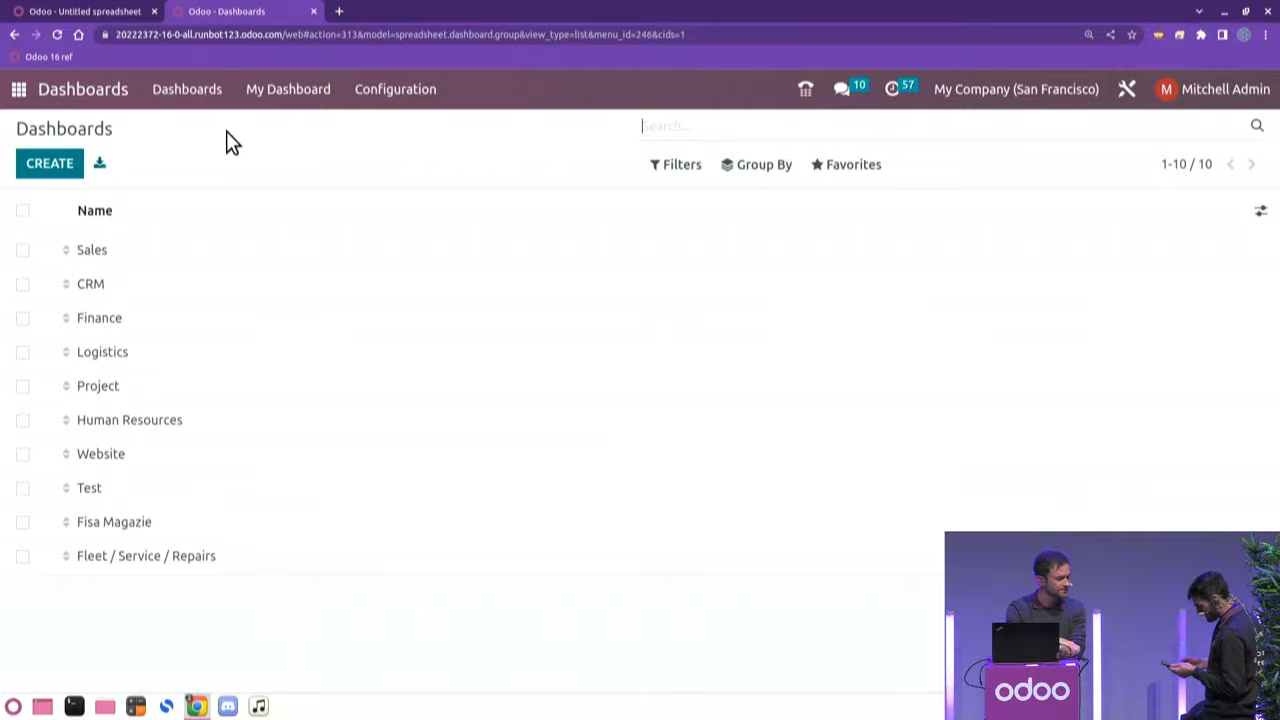 Odoo - Untitled spreadsheet
Odoo - Dashboards
20222372-16-0-all.runbot123.odoo.com/web#action=313&model=spreadsheet.dashboard.group&view_type=list&menu_id=246&cids=1
Odoo 16 ref
Dashboards Dashboards My Dashboard Configuration 10 57 My Company (San Francisco) M Mitchell Admin
Dashboards
Search...
CREATE
Filters Group By Favorites 1-10 / 10
Name
Sales
CRM
Finance
Logistics
Project
Human Resources
Website
Test
Fisa Magazie
Fleet / Service / Repairs
odoo